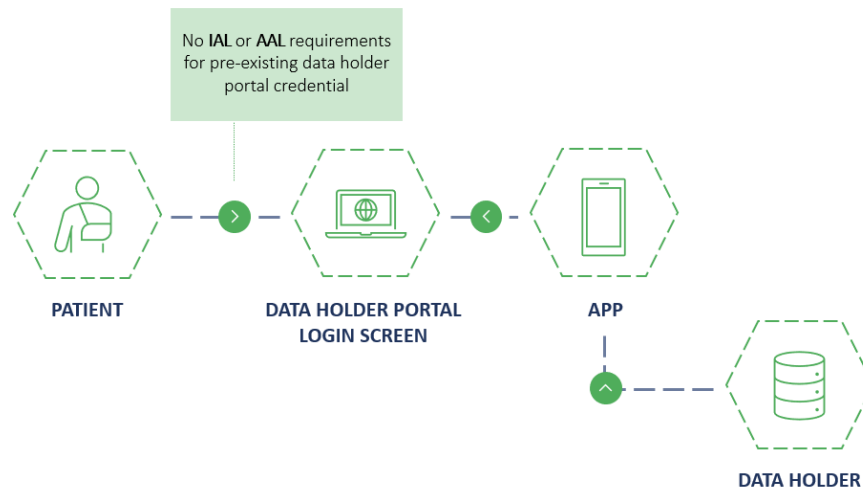 No IAL or AAL requirements
for pre-existing data holder
portal credential
PATIENT
DATA HOLDER PORTAL
LOGIN SCREEN
APP
DATA HOLDER